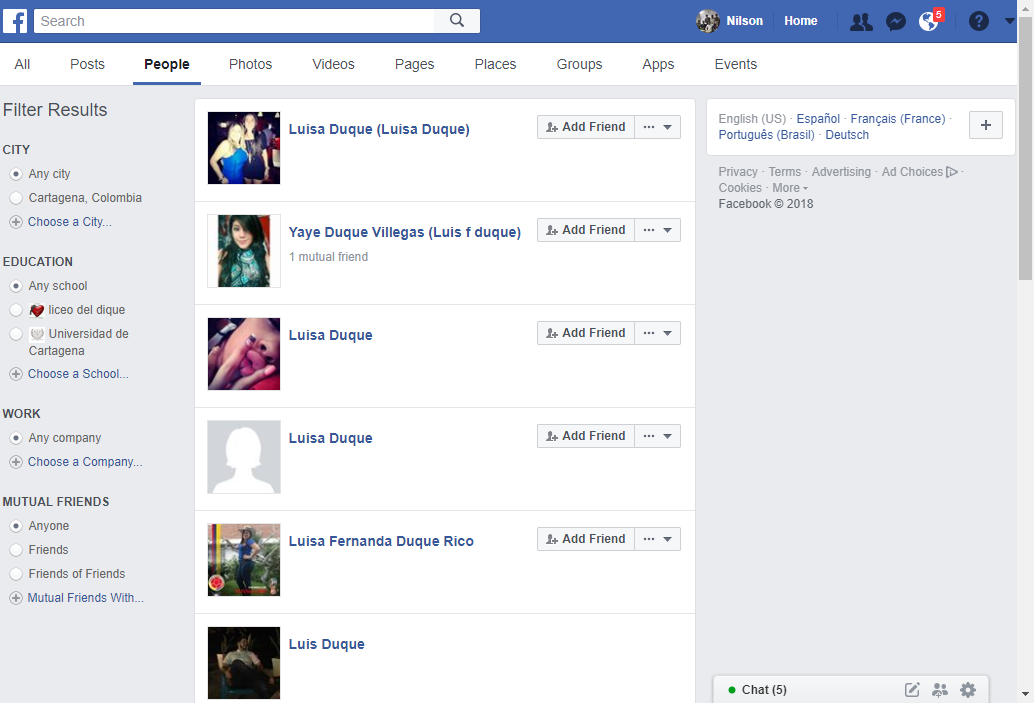 Search
Nilson Home 5
All Posts People Photos Videos Pages Places Groups Apps Events
Filter Results
CITY
Any city
Cartagena, Colombia
Choose a City...
EDUCATION
Any school
liceo del dique
Universidad de
Cartagena
Choose a School...
WORK
Any company
Choose a Company...
MUTUAL FRIENDS
Anyone
Friends
Friends of Friends
Mutual Friends With...
Luisa Duque (Luisa Duque)
Add Friend
Yaye Duque Villegas (Luis f duque)
1 mutual friend
Add Friend
Luisa Duque
Add Friend
Luisa Duque
Add Friend
Luisa Fernanda Duque Rico
Add Friend
Luis Duque
English (US) · Español · Français (France) ·
Português (Brasil) · Deutsch
Privacy · Terms · Advertising · Ad Choices ·
Cookies · More
Facebook © 2018
Chat (5)